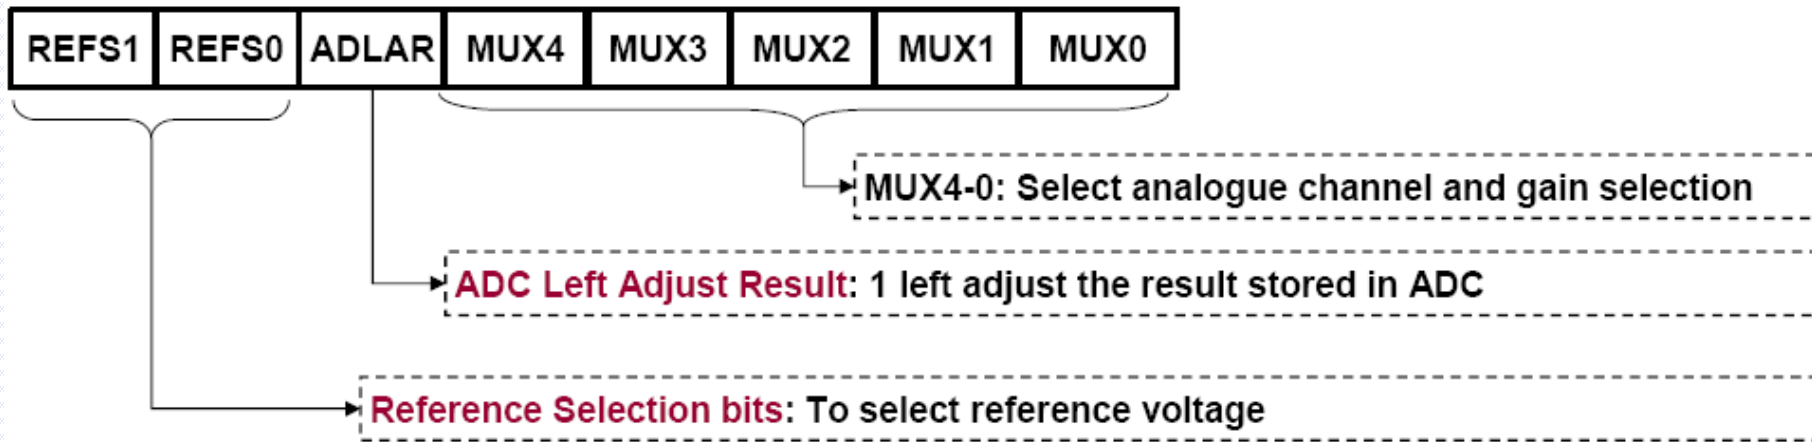 REFS1 REFS0 ADLAR MUX4 MUX3 MUX2 MUX1 MUX0
MUX4-0: Select analogue channel and gain selection
ADC Left Adjust Result: 1 left adjust the result stored in ADC
Reference Selection bits: To select reference voltage